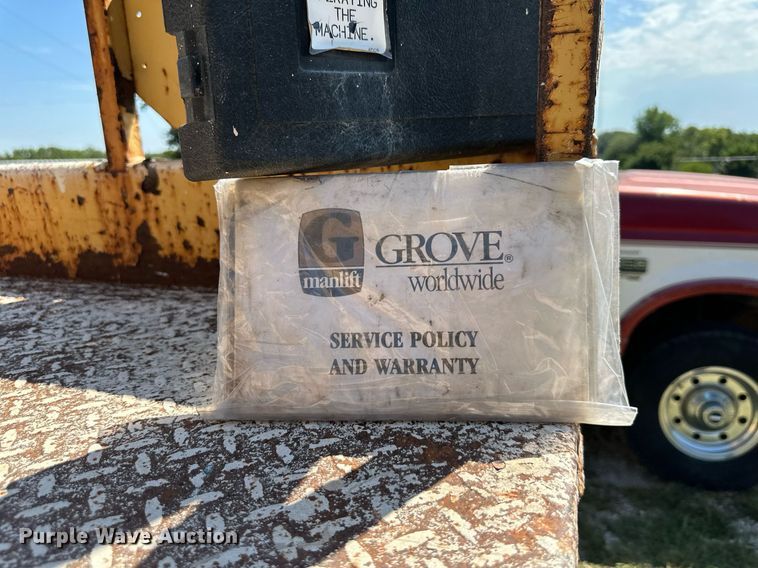 THE
MACHINE.
G
manlift
GROVE®
worldwide
SERVICE POLICY
AND WARRANTY
Purple Wave Auction